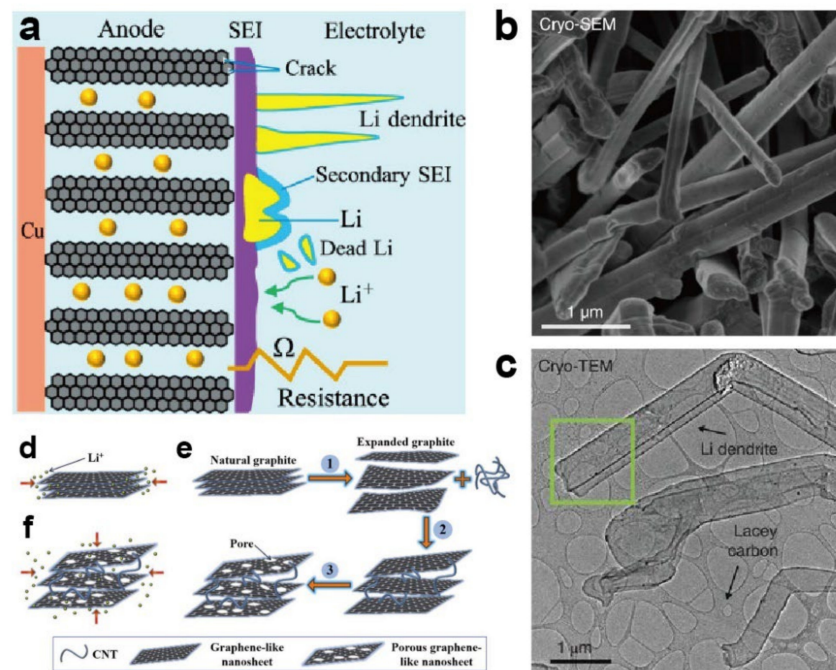 a
Anode
SEI
Electrolyte
Crack
Li dendrite
Secondary SEI
Li
Dead Li
Li⁺
Cu
Ω
Resistance
b
Cryo-SEM
1 μm
c
Cryo-TEM
Li dendrite
Lacey
carbon
1 μm
d
Li⁺
e
Natural graphite
1
Expanded graphite
+
2
f
Pore
3
CNT
Graphene-like
nanosheet
Porous graphene-
like nanosheet